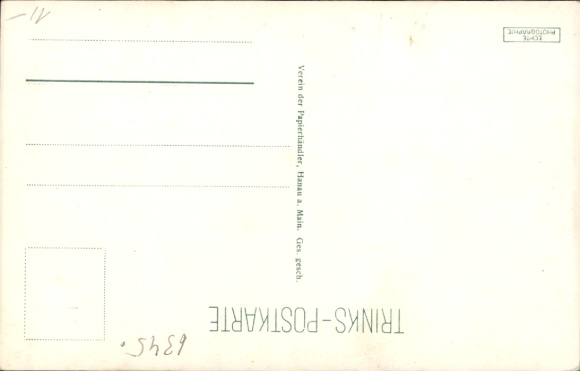 TRINKS-POSTKARTE
6345.
Verein der Papierhändler, Hanau a. Main. Ges. gesch.
ECHTE
PHOTOGRAPHIE